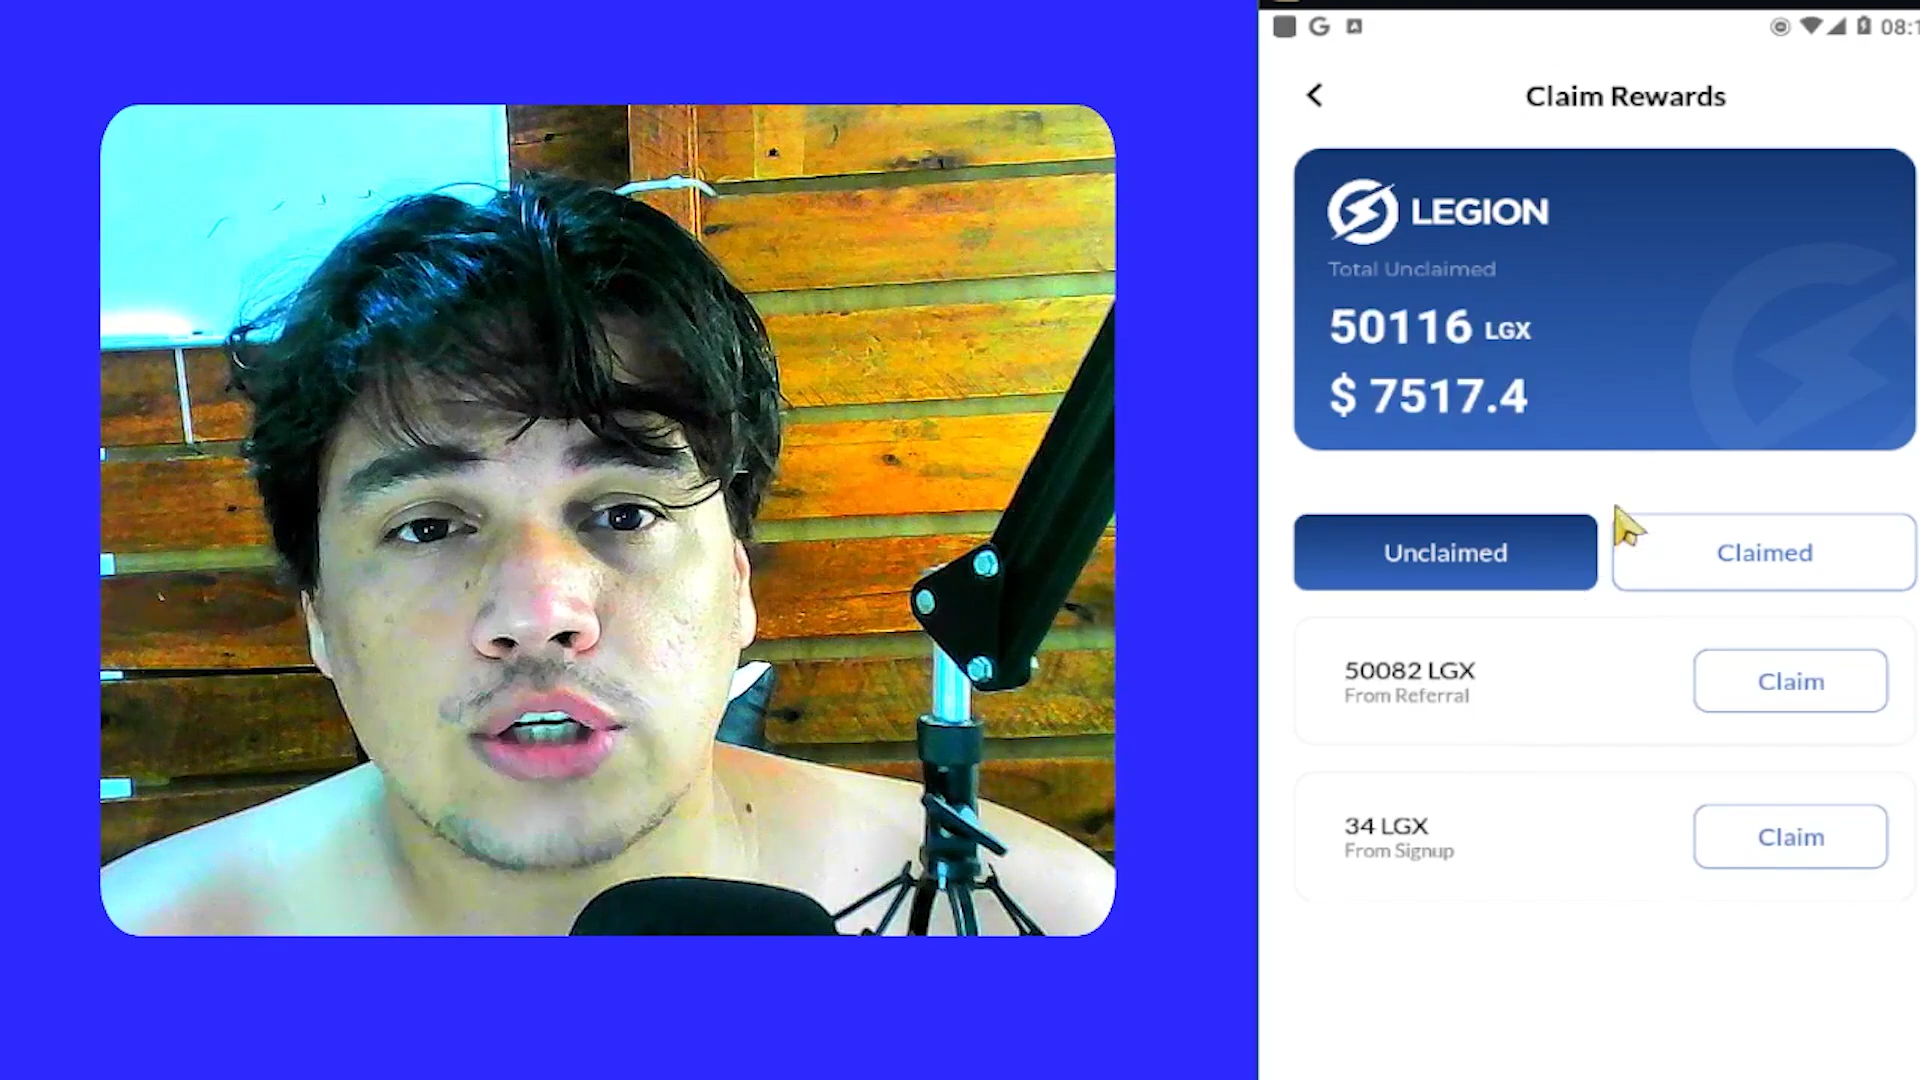 08:1
Claim Rewards
LEGION
Total Unclaimed
50116 LGX
$ 7517.4
Unclaimed
Claimed
50082 LGX
From Referral
Claim
34 LGX
From Signup
Claim